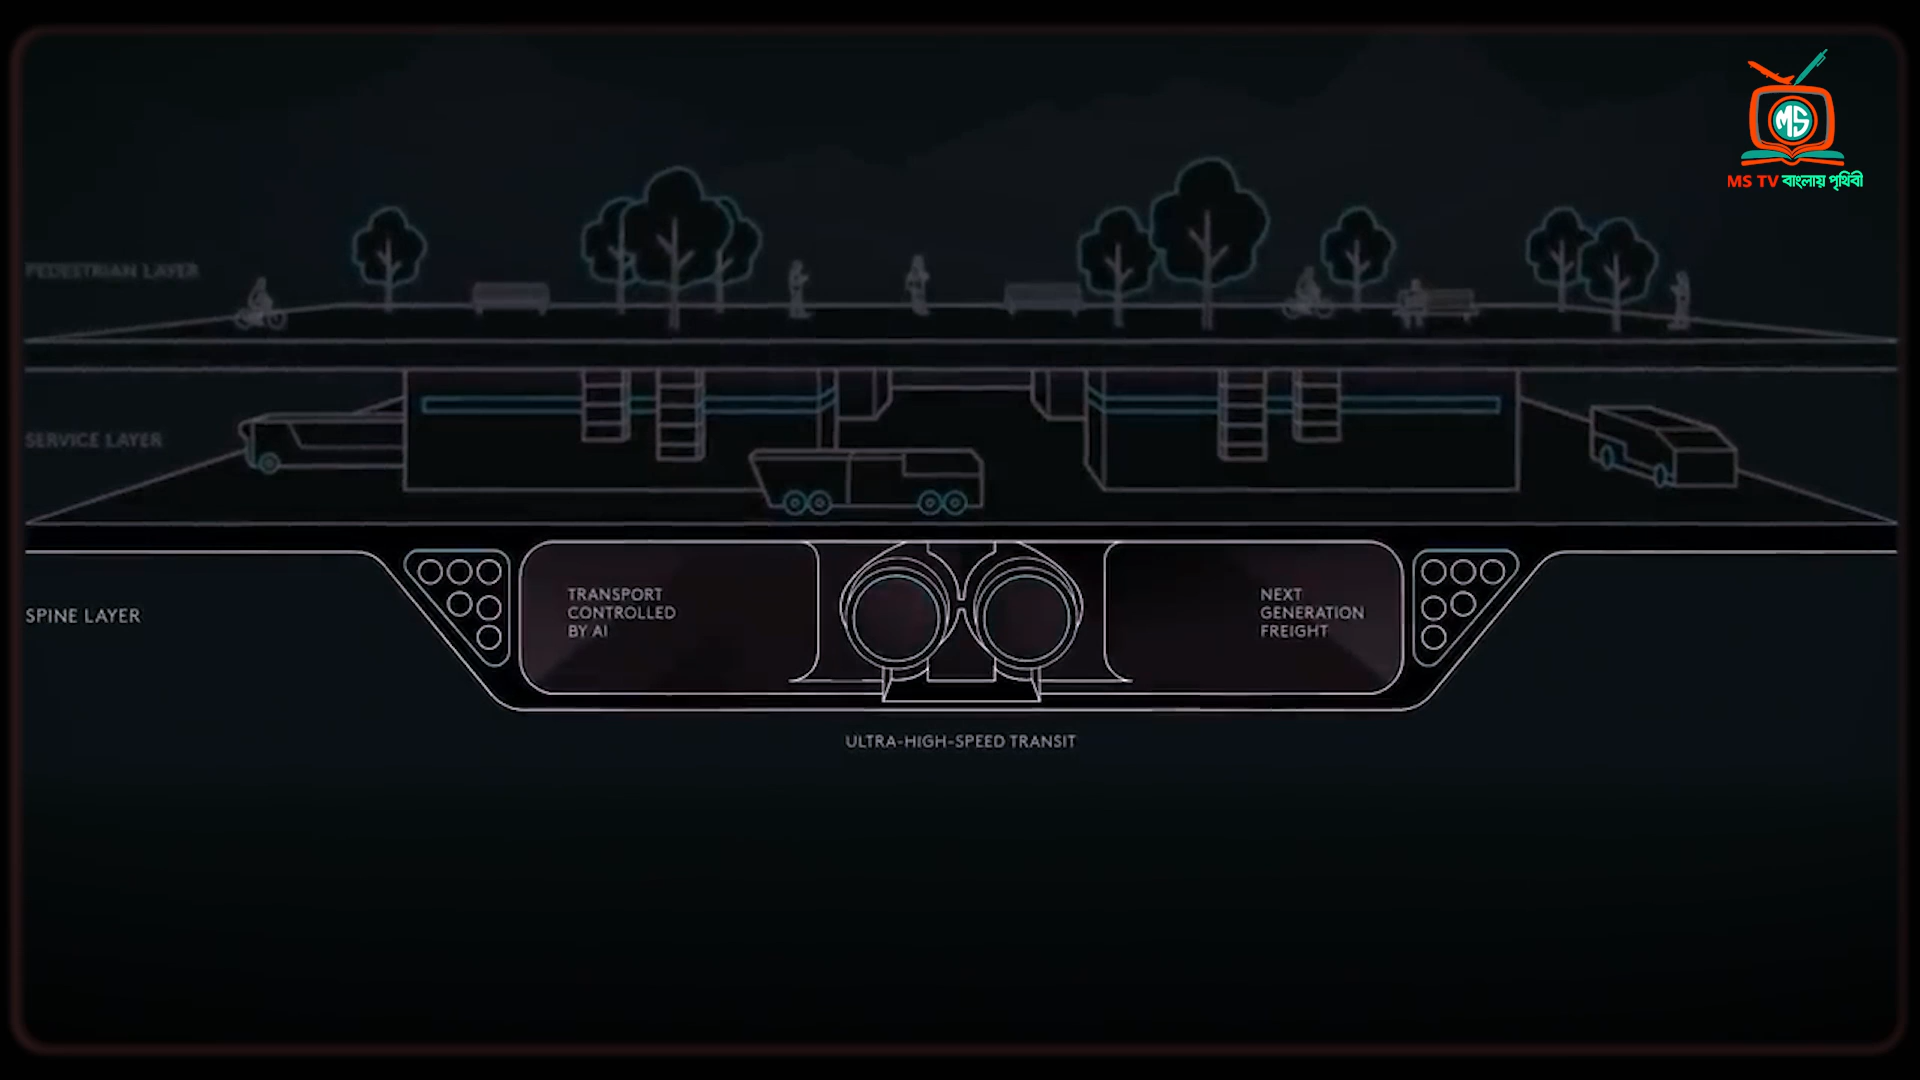 MS
MS TV বাংলায় পৃথিবী
PEDESTRIAN LAYER
SERVICE LAYER
SPINE LAYER
TRANSPORT
CONTROLLED
BY AI
NEXT
GENERATION
FREIGHT
ULTRA-HIGH-SPEED TRANSIT